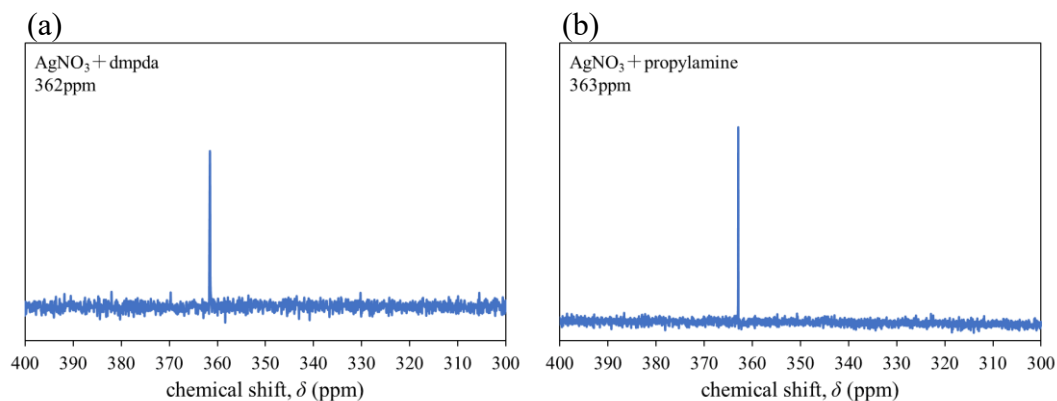 (a)
AgNO₃+dmpda
362ppm
400 390 380 370 360 350 340 330 320 310 300
chemical shift, δ (ppm)
(b)
AgNO₃+propylamine
363ppm
400 390 380 370 360 350 340 330 320 310 300
chemical shift, δ (ppm)